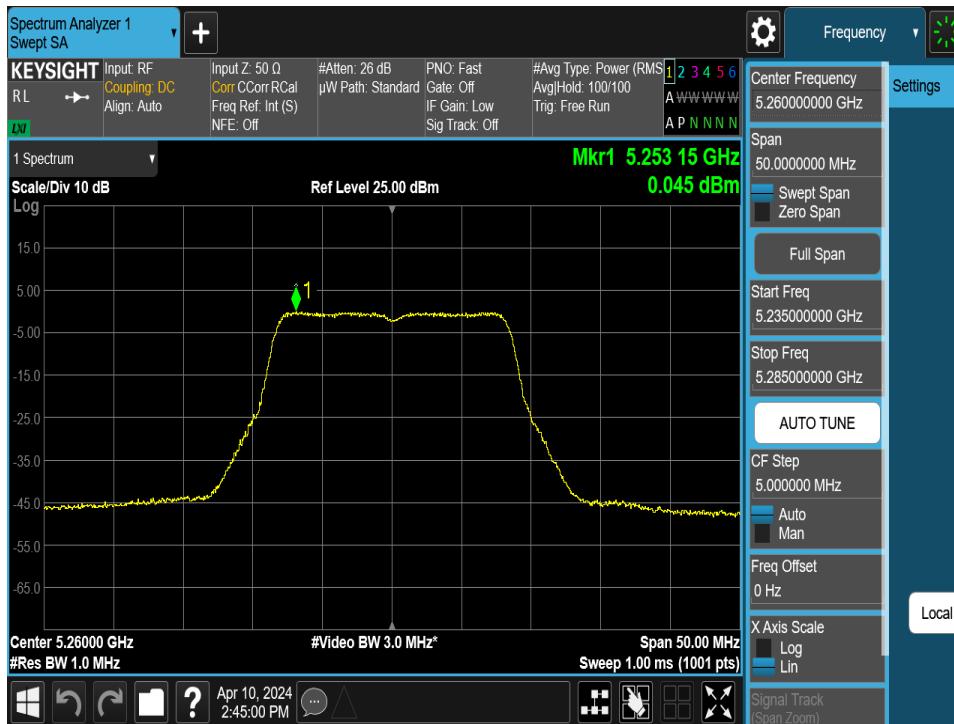 Spectrum Analyzer 1
Swept SA
+
Frequency
KEYSIGHT
R L
LXI
Input: RF
Coupling: DC
Align: Auto
Input Z: 50 Ω
Corr CCorr RCal
Freq Ref: Int (S)
NFE: Off
#Atten: 26 dB
µW Path: Standard
PNO: Fast
Gate: Off
IF Gain: Low
Sig Track: Off
#Avg Type: Power (RMS
Avg|Hold: 100/100
Trig: Free Run
1 2 3 4 5 6
A W W W W W
A P N N N N
1 Spectrum
Mkr1 5.253 15 GHz
Scale/Div 10 dB
Ref Level 25.00 dBm
0.045 dBm
Log
15.0
5.00
-5.00
-15.0
-25.0
-35.0
-45.0
-55.0
-65.0
1
Center 5.26000 GHz
#Video BW 3.0 MHz*
Span 50.00 MHz
#Res BW 1.0 MHz
Sweep 1.00 ms (1001 pts)
Center Frequency
5.260000000 GHz
Span
50.0000000 MHz
Swept Span
Zero Span
Full Span
Start Freq
5.235000000 GHz
Stop Freq
5.285000000 GHz
AUTO TUNE
CF Step
5.000000 MHz
Auto
Man
Freq Offset
0 Hz
X Axis Scale
Log
Lin
Signal Track
(Span Zoom)
Settings
Local
?
Apr 10, 2024
2:45:00 PM